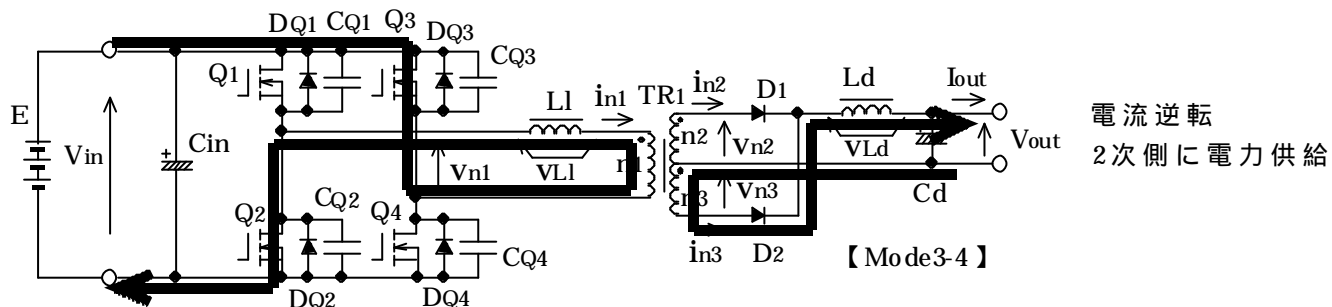 DQ1 CQ1 Q3 DQ3
CQ3
Q1
E
Vin
Cin
Ll
in1
TR1
in2
D1
Ld
Iout
n1
n2
vn1
vLl
vn2
vLd
Vout
vn3
n3
Cd
in3
D2
Q2
CQ2
Q4
CQ4
DQ2
DQ4
電流逆転
2次側に電力供給
【Mode3-4】